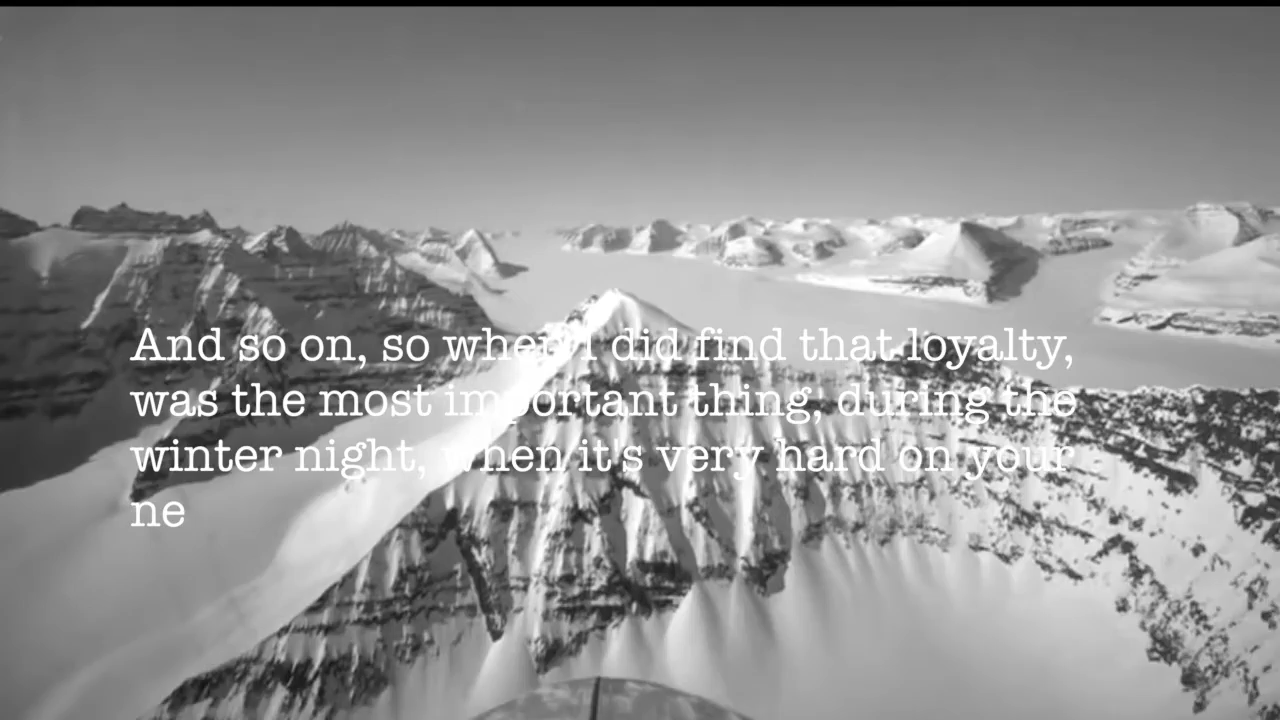 And so on, so when I did find that loyalty,
was the most important thing, during the
winter night, when it's very hard on your
ne